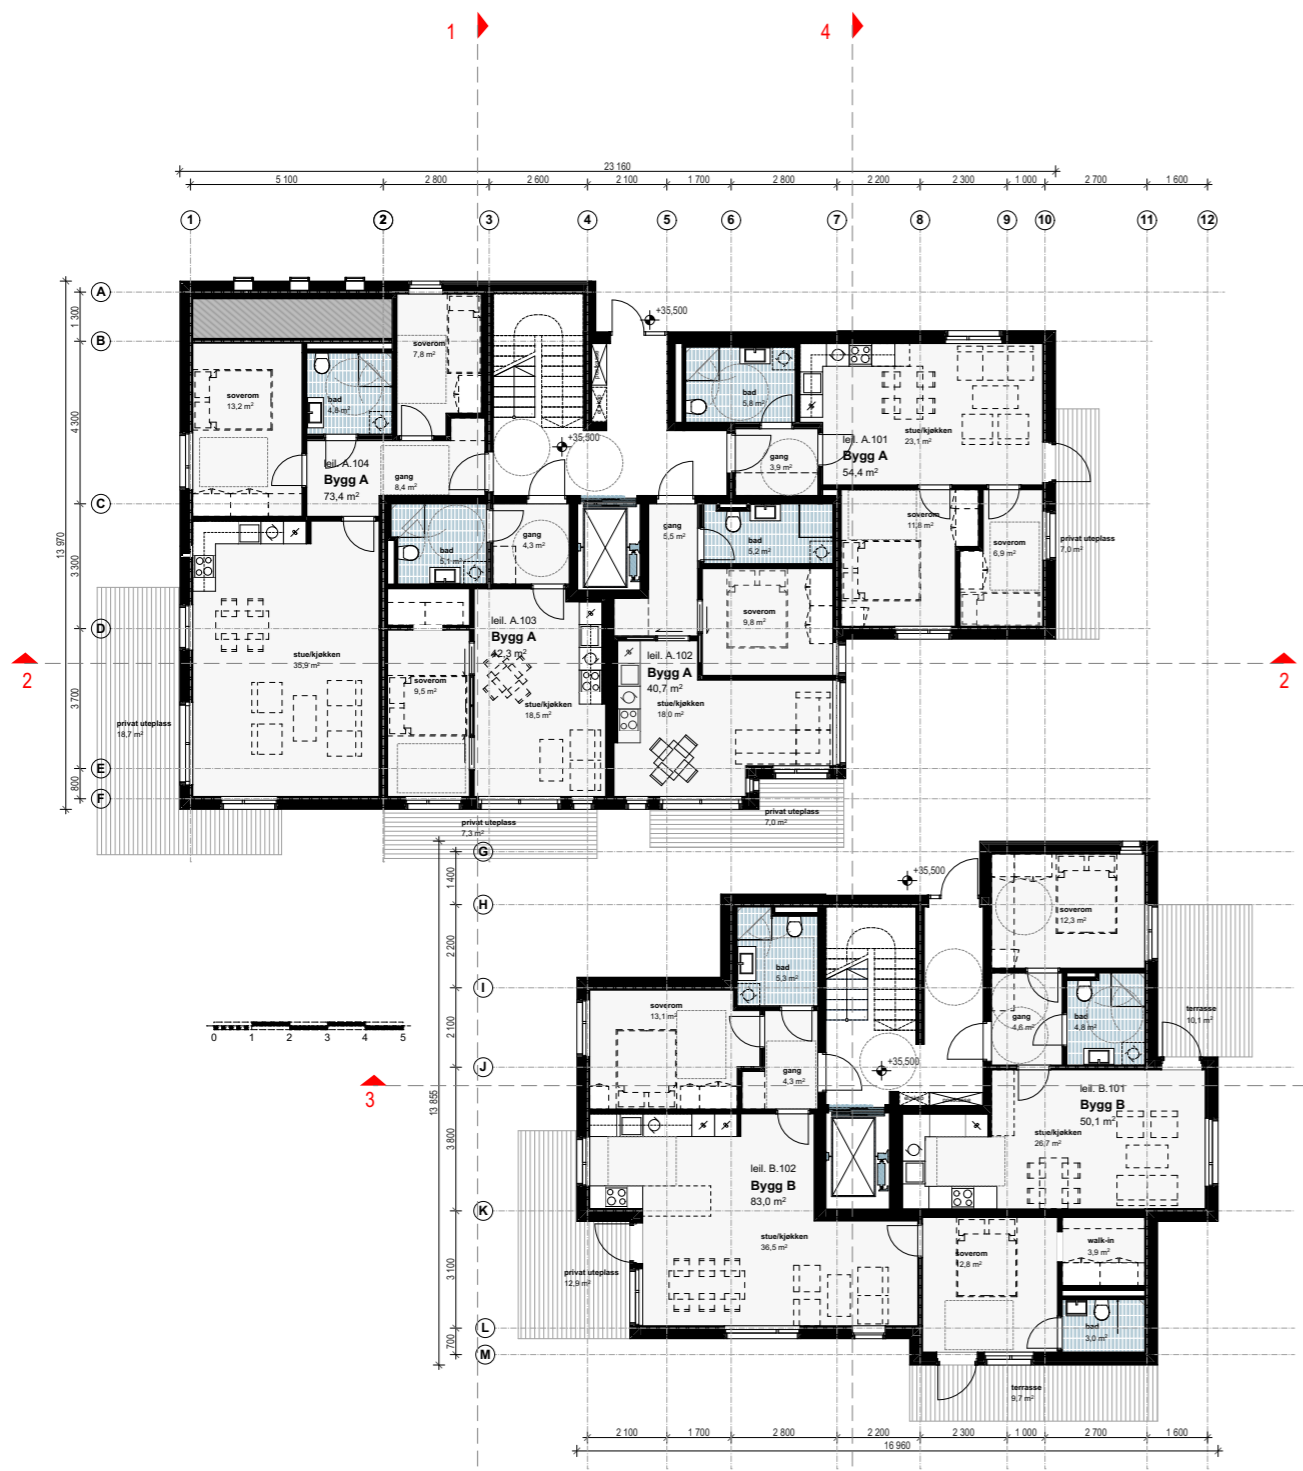 1
4
23 160
5 100
2 800
2 600
2 100
1 700
2 800
2 200
2 300
1 000
2 700
1 600
1
2
3
4
5
6
7
8
9
10
11
12
A
B
C
D
E
F
13 970
1 300
4 300
3 300
3 700
800
+35,500
soverom
7,8 m²
soverom
13,2 m²
bad
4,8 m²
leil. A.104
Bygg A
73,4 m²
gang
8,4 m²
+35,500
bad
5,8 m²
gang
3,9 m²
leil. A.101
Bygg A
54,4 m²
stue/kjøkken
23,1 m²
bad
5,1 m²
gang
4,3 m²
gang
5,5 m²
bad
5,2 m²
soverom
11,8 m²
soverom
6,9 m²
privat uteplass
7,0 m²
soverom
9,8 m²
leil. A.103
Bygg A
42,3 m²
leil. A.102
Bygg A
40,7 m²
stue/kjøkken
35,9 m²
soverom
9,5 m²
stue/kjøkken
18,5 m²
stue/kjøkken
18,0 m²
2
2
privat uteplass
18,7 m²
privat uteplass
7,3 m²
privat uteplass
7,0 m²
G
H
I
J
K
L
M
13 855
1 400
2 200
2 100
3 800
3 100
700
+35,500
soverom
12,3 m²
bad
5,3 m²
soverom
13,1 m²
gang
4,3 m²
+35,500
gang
4,6 m²
bad
4,8 m²
terrasse
10,1 m²
0
1
2
3
4
5
3
leil. B.101
Bygg B
50,1 m²
stue/kjøkken
26,7 m²
leil. B.102
Bygg B
83,0 m²
stue/kjøkken
36,5 m²
privat uteplass
12,9 m²
soverom
12,8 m²
walk-in
3,9 m²
bad
3,0 m²
terrasse
9,7 m²
2 100
1 700
2 800
2 200
2 300
1 000
2 700
1 600
16 960